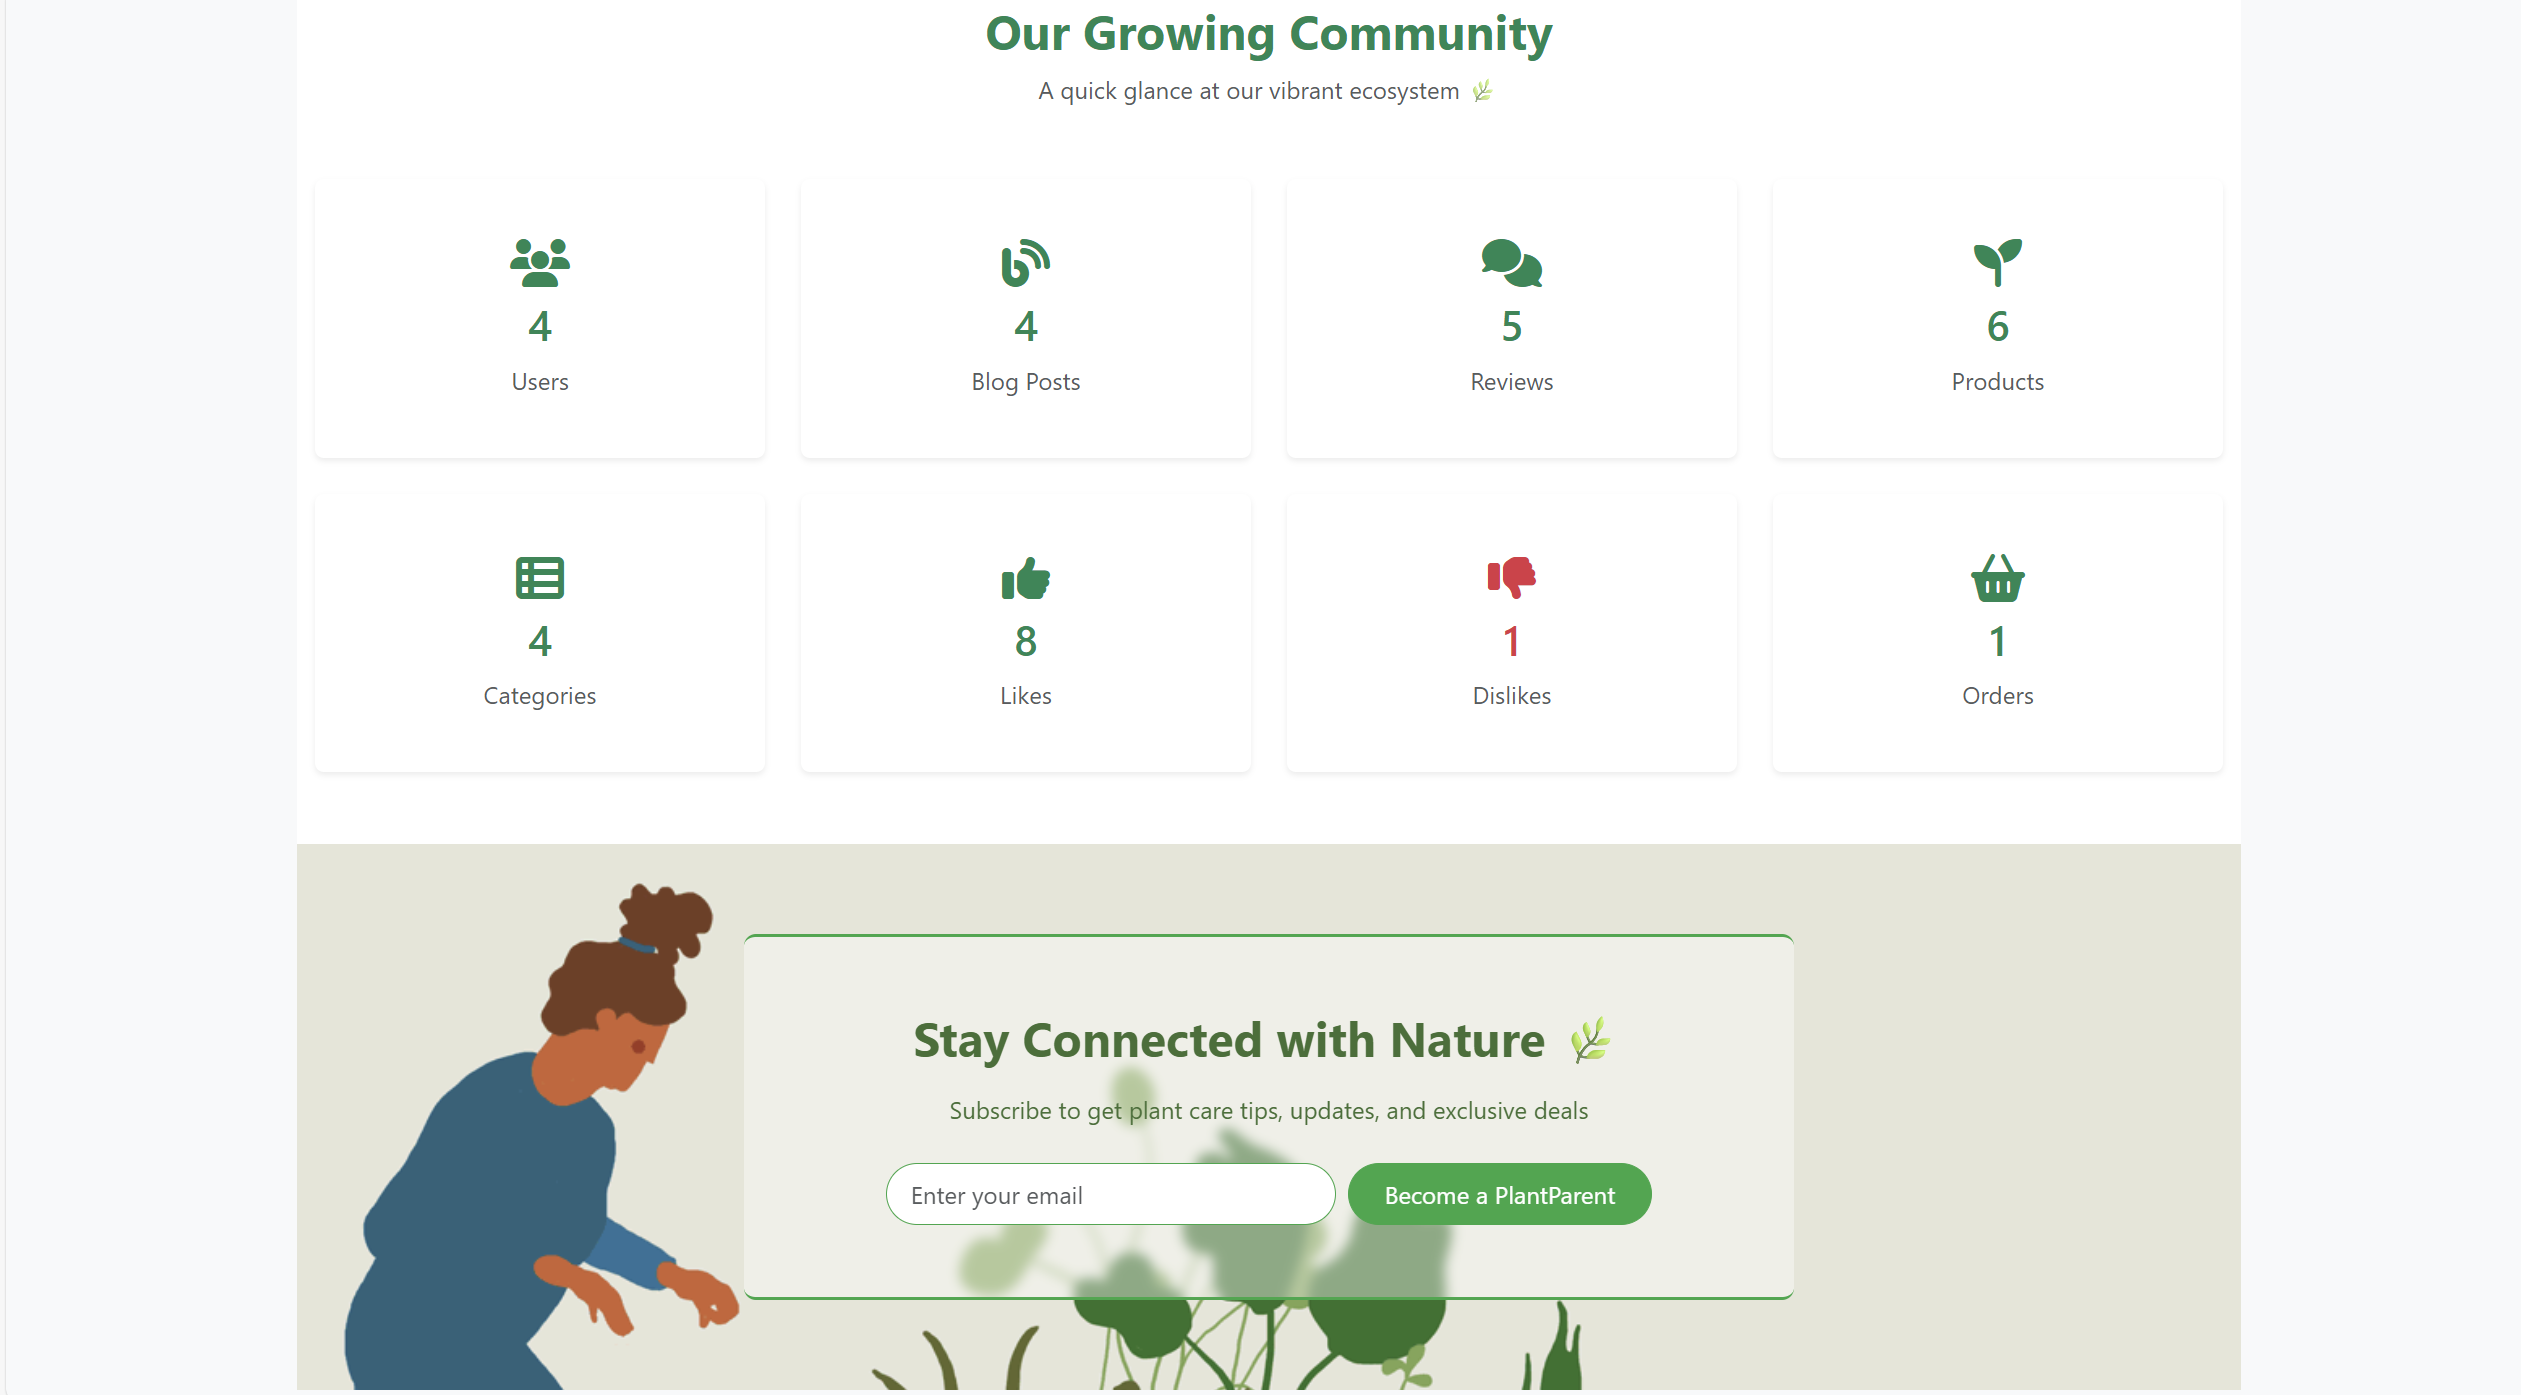 Our Growing Community
A quick glance at our vibrant ecosystem 🌿
4
Users
4
Blog Posts
5
Reviews
6
Products
4
Categories
8
Likes
1
Dislikes
1
Orders
Stay Connected with Nature 🌿
Subscribe to get plant care tips, updates, and exclusive deals
Enter your email
Become a PlantParent